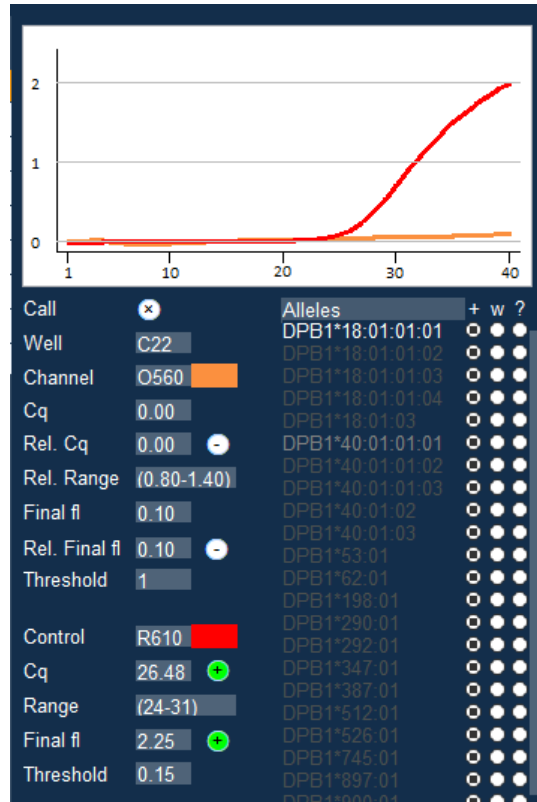 2
1
0
1 10 20 30 40
Call
Well C22
Channel O560
Cq 0.00
Rel. Cq 0.00 -
Rel. Range (0.80-1.40)
Final fl 0.10
Rel. Final fl 0.10 -
Threshold 1
Control R610
Cq 26.48 +
Range (24-31)
Final fl 2.25 +
Threshold 0.15
Alleles + w ?
DPB1*18:01:01:01
DPB1*18:01:01:02
DPB1*18:01:01:03
DPB1*18:01:01:04
DPB1*18:01:03
DPB1*40:01:01:01
DPB1*40:01:01:02
DPB1*40:01:01:03
DPB1*40:01:02
DPB1*40:01:03
DPB1*53:01
DPB1*62:01
DPB1*198:01
DPB1*290:01
DPB1*292:01
DPB1*347:01
DPB1*387:01
DPB1*512:01
DPB1*526:01
DPB1*745:01
DPB1*897:01